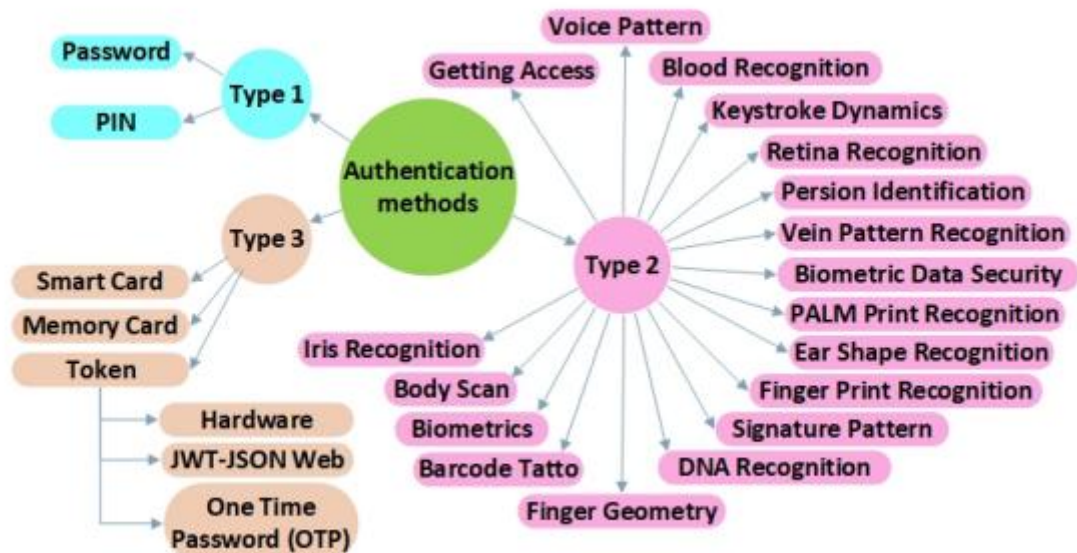 Voice Pattern
Password
Getting Access
Blood Recognition
Type 1
Keystroke Dynamics
PIN
Retina Recognition
Authentication
methods
Persion Identification
Type 3
Vein Pattern Recognition
Type 2
Smart Card
Biometric Data Security
Memory Card
PALM Print Recognition
Iris Recognition
Ear Shape Recognition
Token
Body Scan
Finger Print Recognition
Hardware
Biometrics
Signature Pattern
JWT-JSON Web
Barcode Tatto
DNA Recognition
One Time
Password (OTP)
Finger Geometry